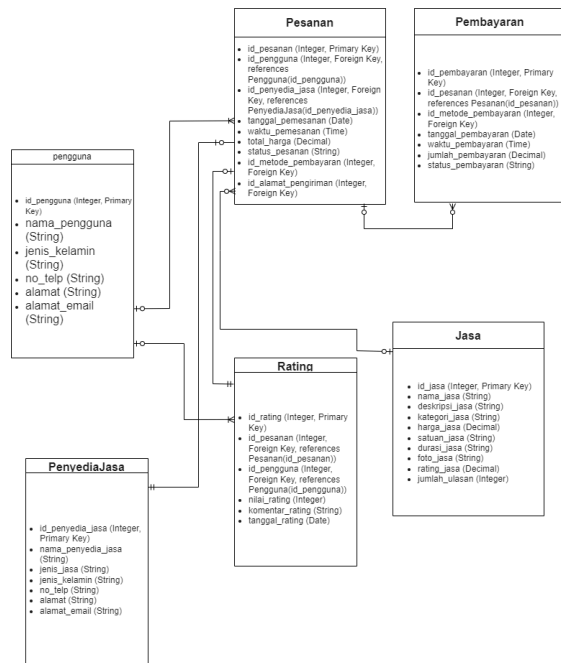 Pesanan
id_pesanan (Integer, Primary Key)
id_pengguna (Integer, Foreign Key,
references
Pengguna(id_pengguna))
id_penyedia_jasa (Integer, Foreign
Key, references
PenyediaJasa(id_penyedia_jasa))
tanggal_pemesanan (Date)
waktu_pemesanan (Time)
total_harga (Decimal)
status_pesanan (String)
id_metode_pembayaran (Integer,
Foreign Key)
id_alamat_pengiriman (Integer,
Foreign Key)
Pembayaran
id_pembayaran (Integer, Primary
Key)
id_pesanan (Integer, Foreign Key,
references Pesanan(id_pesanan))
id_metode_pembayaran (Integer,
Foreign Key)
tanggal_pembayaran (Date)
waktu_pembayaran (Time)
jumlah_pembayaran (Decimal)
status_pembayaran (String)
pengguna
id_pengguna (Integer, Primary
Key)
nama_pengguna
(String)
jenis_kelamin
(String)
no_telp (String)
alamat (String)
alamat_email
(String)
Jasa
id_jasa (Integer, Primary Key)
nama_jasa (String)
deskripsi_jasa (String)
kategori_jasa (String)
harga_jasa (Decimal)
satuan_jasa (String)
durasi_jasa (String)
foto_jasa (String)
rating_jasa (Decimal)
jumlah_ulasan (Integer)
Rating
id_rating (Integer, Primary
Key)
id_pesanan (Integer,
Foreign Key, references
Pesanan(id_pesanan))
id_pengguna (Integer,
Foreign Key, references
Pengguna(id_pengguna))
nilai_rating (Integer)
komentar_rating (String)
tanggal_rating (Date)
PenyediaJasa
id_penyedia_jasa (Integer,
Primary Key)
nama_penyedia_jasa
(String)
jenis_jasa (String)
jenis_kelamin (String)
no_telp (String)
alamat (String)
alamat_email (String)